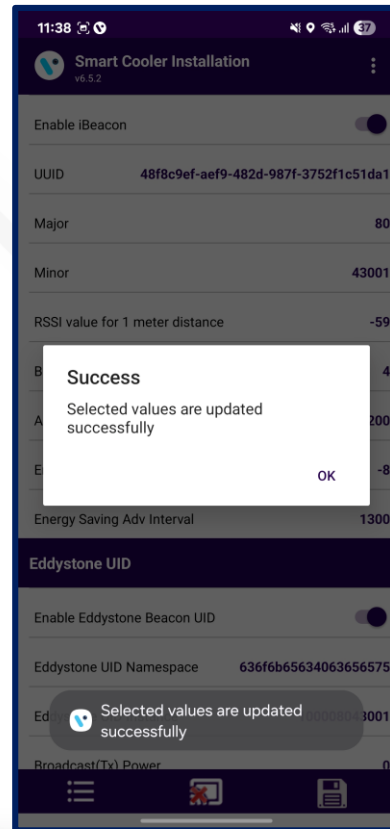 11:38
37
Smart Cooler Installation
v6.5.2
Enable iBeacon
UUID 48f8c9ef-aef9-482d-987f-3752f1c51da1
Major 80
Minor 43001
RSSI value for 1 meter distance -59
B 4
Success
Selected values are updated
successfully
A 200
E -8
OK
Energy Saving Adv Interval 1300
Eddystone UID
Enable Eddystone Beacon UID
Eddystone UID Namespace 636f6b65634063656575
Selected values are updated
successfully
Ed 3001
Broadcast(Tx) Power 0